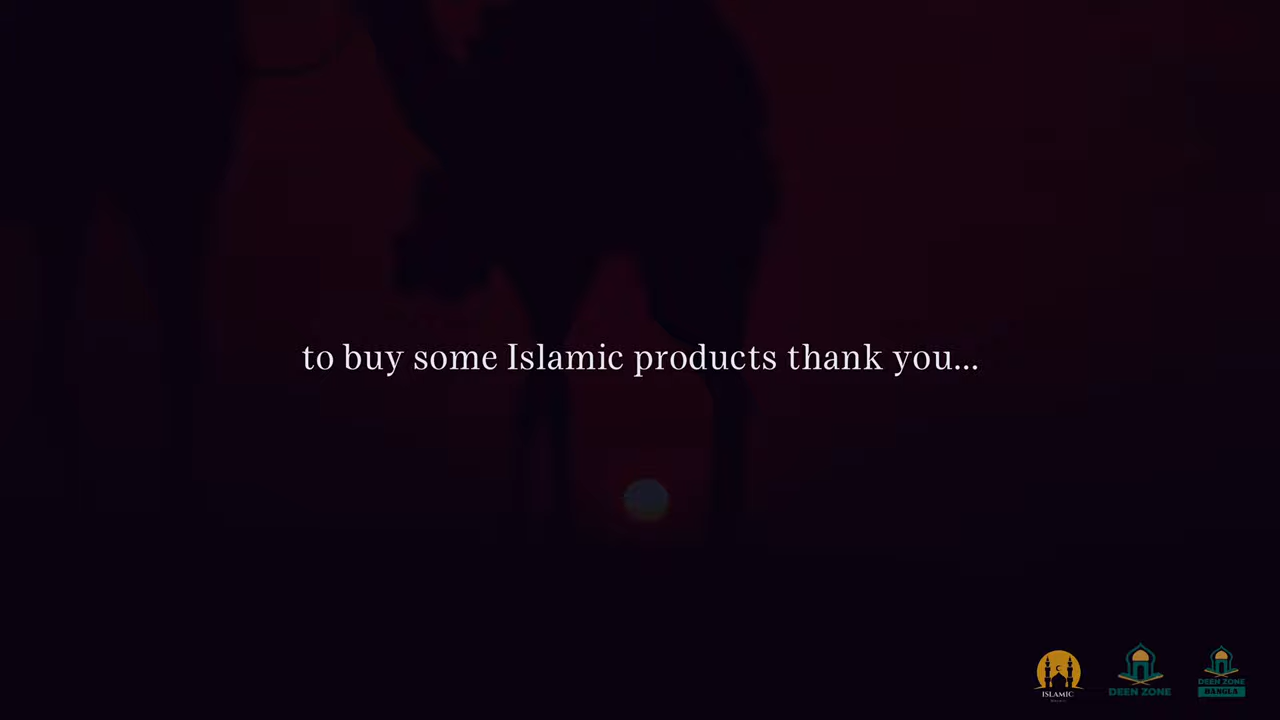 to buy some Islamic products thank you...
ISLAMIC
DEEN ZONE
DEEN ZONE
BANGLA